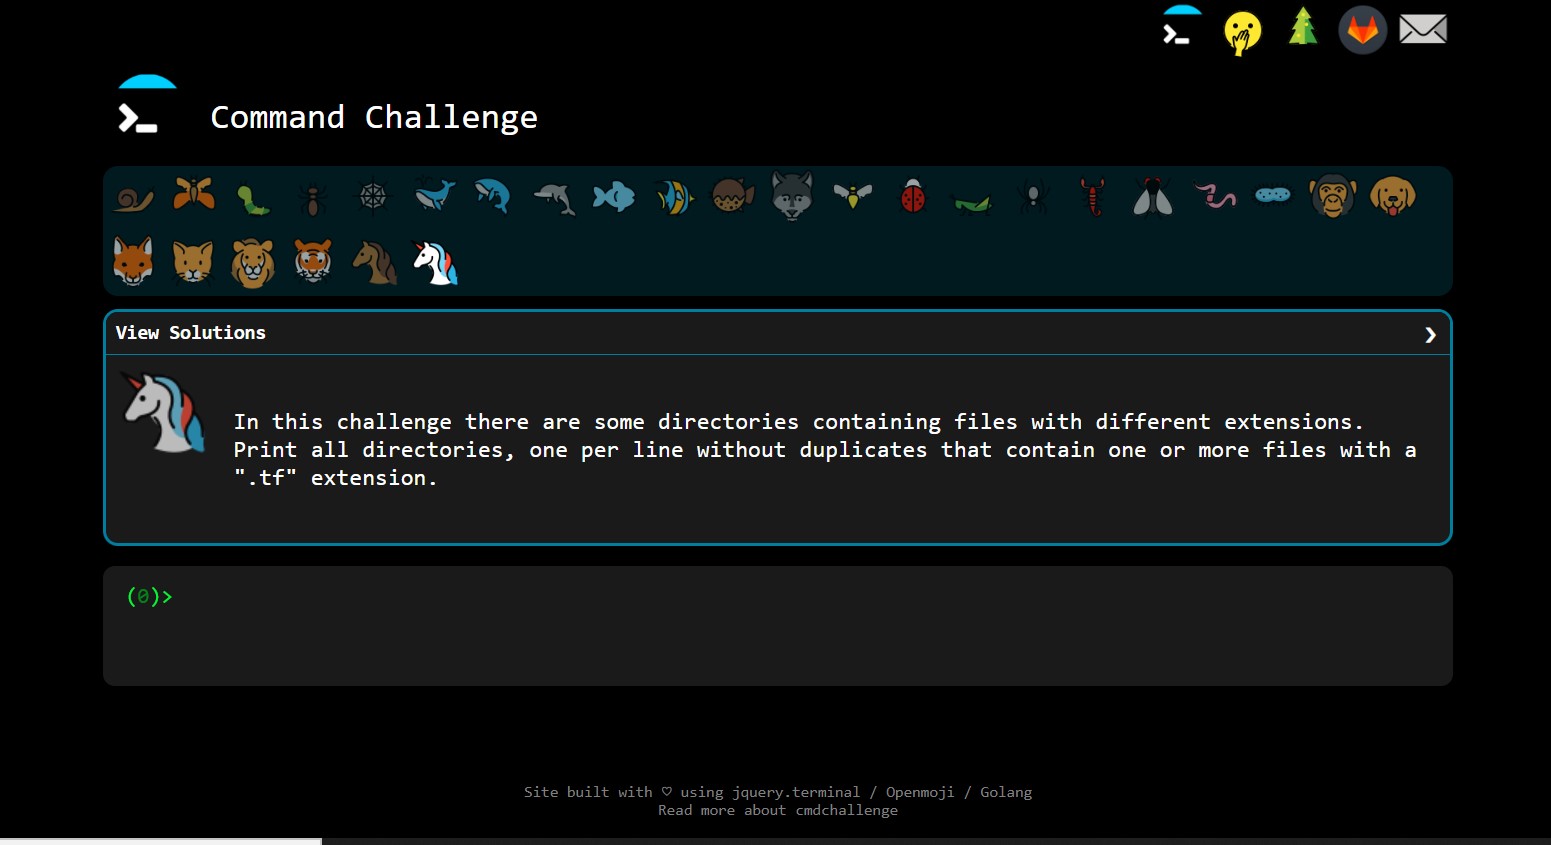 Command Challenge
View Solutions
In this challenge there are some directories containing files with different extensions.
Print all directories, one per line without duplicates that contain one or more files with a
".tf" extension.
(0)>
Site built with ♡ using jquery.terminal / Openmoji / Golang
Read more about cmdchallenge